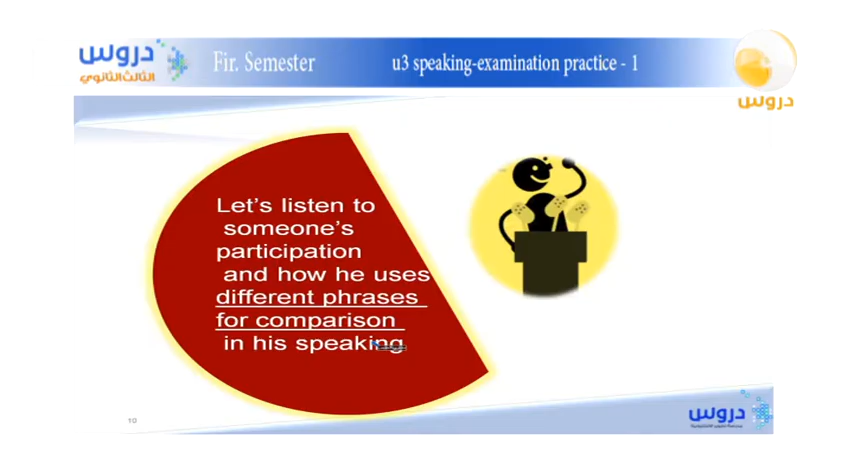 دروس
الثالث الثانوي
Fir. Semester
u3 speaking-examination practice - 1
دروس
Let's listen to
someone's
participation
and how he uses
different phrases
for comparison
in his speaking
10
دروس